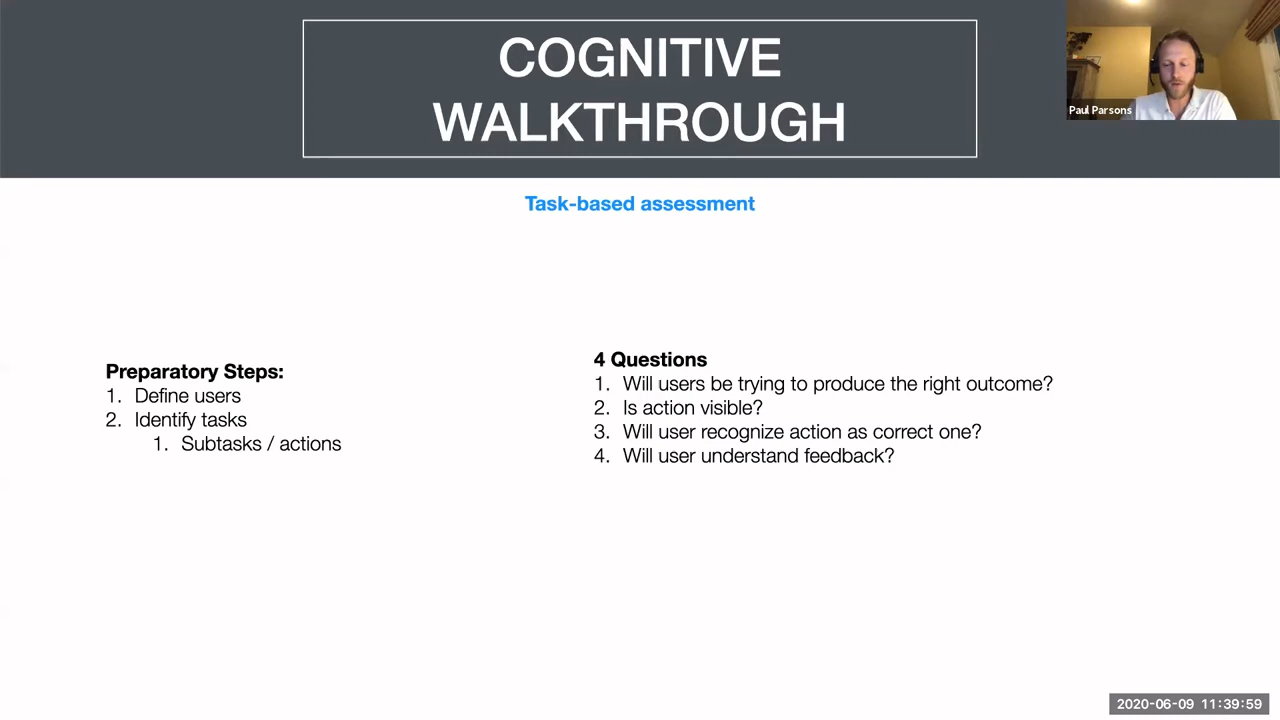 COGNITIVE
WALKTHROUGH
Paul Parsons
Task-based assessment
Preparatory Steps:
1. Define users
2. Identify tasks
1. Subtasks / actions
4 Questions
1. Will users be trying to produce the right outcome?
2. Is action visible?
3. Will user recognize action as correct one?
4. Will user understand feedback?
2020-06-09 11:39:59